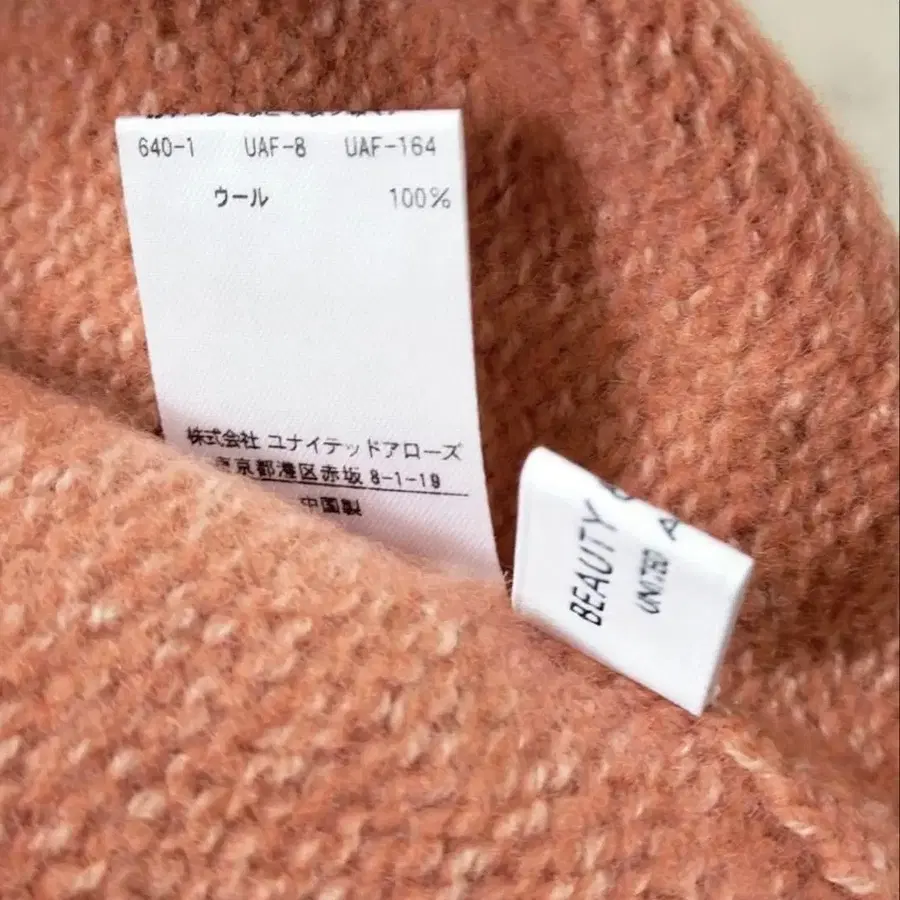 640-1 UAF-8 UAF-164
ウール 100%
株式会社 ユナイテッドアローズ
東京都港区赤坂 8-1-19
中国製
BEAUTY &
UNITED A